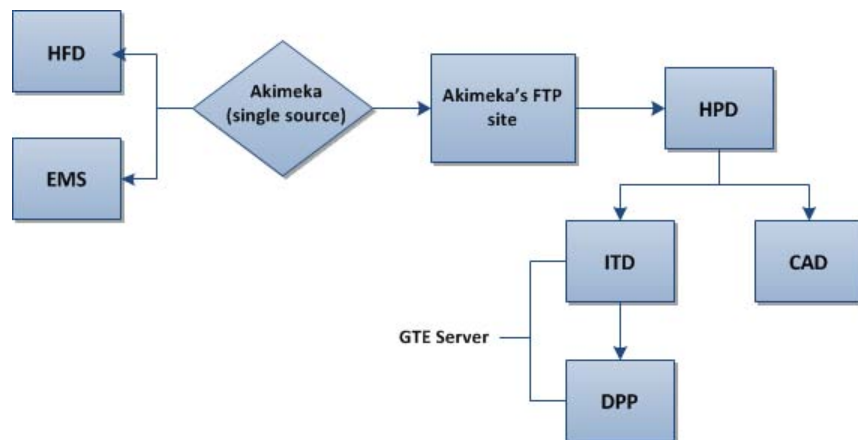 HFD
Akimeka
(single source)
Akimeka's FTP
site
HPD
EMS
ITD
CAD
GTE Server
DPP